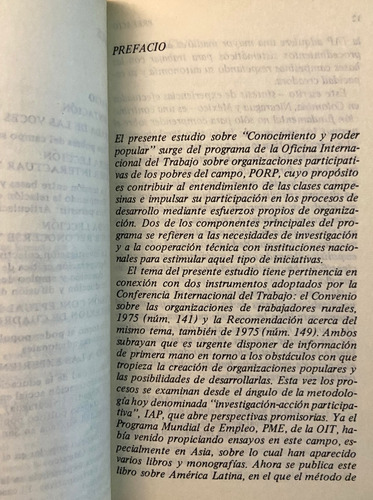 PREFACIO
El presente estudio sobre "Conocimiento y poder
popular" surge del programa de la Oficina Interna-
cional del Trabajo sobre organizaciones participati-
vas de los pobres del campo, PORP, cuyo propósito
es contribuir al entendimiento de las clases campe-
sinas e impulsar su participación en los procesos de
desarrollo mediante esfuerzos propios de organiza-
ción. Dos de los componentes principales del pro-
grama se refieren a las necesidades de investigación
y a la cooperación técnica con instituciones nacio-
nales para estimular aquel tipo de iniciativas.
El tema del presente estudio tiene pertinencia en
conexión con dos instrumentos adoptados por la
Conferencia Internacional del Trabajo: el Convenio
sobre las organizaciones de trabajadores rurales,
1975 (núm. 141) y la Recomendación acerca del
mismo tema, también de 1975 (núm. 149). Ambos
subrayan que es urgente disponer de información
de primera mano en torno a los obstáculos con que
tropieza la creación de organizaciones populares y
las posibilidades de desarrollarlas. Esta vez los pro-
cesos se examinan desde el ángulo de la metodolo-
gía hoy denominada "investigación-acción participa-
tiva", IAP, que abre perspectivas promisorias. Ya el
Programa Mundial de Empleo, PME, de la OIT, ha-
bía venido propiciando ensayos en este campo, es-
pecialmente en Asia, sobre lo cual han aparecido
varios libros y monografías. Ahora se publica este
libro sobre América Latina, en el que el método de